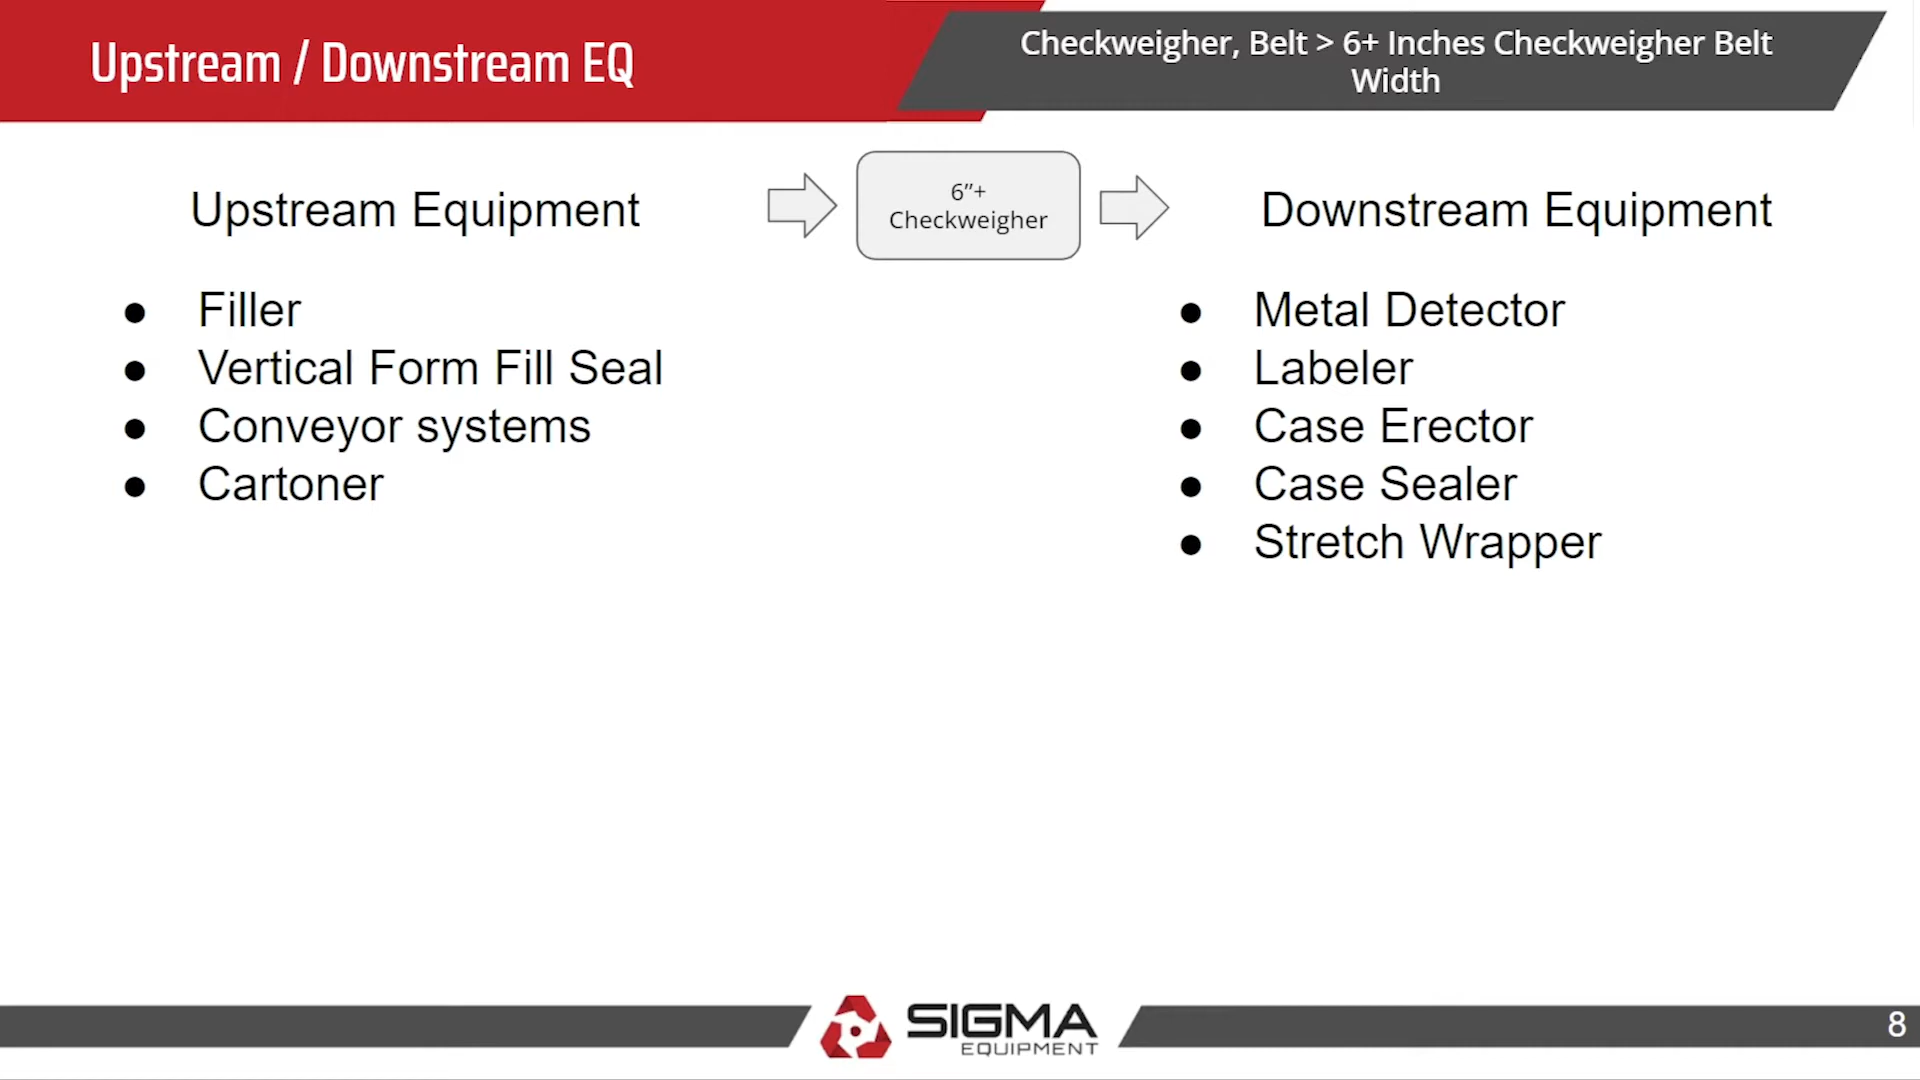 Upstream / Downstream EQ
Checkweigher, Belt > 6+ Inches Checkweigher Belt
Width
Upstream Equipment
6”+
Checkweigher
Downstream Equipment
● Filler
● Vertical Form Fill Seal
● Conveyor systems
● Cartoner
● Metal Detector
● Labeler
● Case Erector
● Case Sealer
● Stretch Wrapper
SIGMA
EQUIPMENT
8